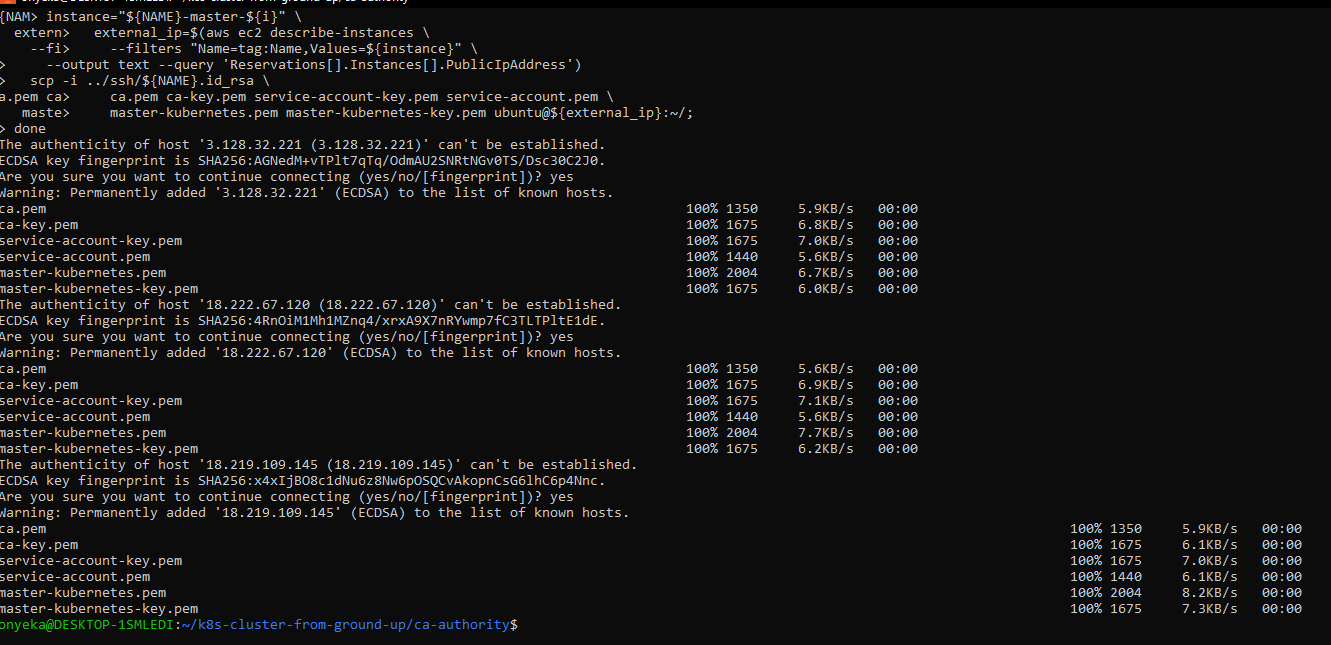 onyeka@DESKTOP-1SMLEDI: ~/k8s-cluster-from-ground-up/ca-authority
{NAM> instance="${NAME}-master-${i}" \
extern> external_ip=$(aws ec2 describe-instances \
--fi> --filters "Name=tag:Name,Values=${instance}" \
> --output text --query 'Reservations[].Instances[].PublicIpAddress')
> scp -i ../ssh/${NAME}.id_rsa \
a.pem ca> ca.pem ca-key.pem service-account-key.pem service-account.pem \
maste> master-kubernetes.pem master-kubernetes-key.pem ubuntu@${external_ip}:~/;
> done
The authenticity of host '3.128.32.221 (3.128.32.221)' can't be established.
ECDSA key fingerprint is SHA256:AGNedM+vTPlt7qTq/OdmAU2SNRtNGv0TS/Dsc30C2J0.
Are you sure you want to continue connecting (yes/no/[fingerprint])? yes
Warning: Permanently added '3.128.32.221' (ECDSA) to the list of known hosts.
ca.pem 100% 1350 5.9KB/s 00:00
ca-key.pem 100% 1675 6.8KB/s 00:00
service-account-key.pem 100% 1675 7.0KB/s 00:00
service-account.pem 100% 1440 5.6KB/s 00:00
master-kubernetes.pem 100% 2004 6.7KB/s 00:00
master-kubernetes-key.pem 100% 1675 6.0KB/s 00:00
The authenticity of host '18.222.67.120 (18.222.67.120)' can't be established.
ECDSA key fingerprint is SHA256:4RnOiM1Mh1MZnq4/xrxA9X7nRYwmp7fC3TLTPltE1dE.
Are you sure you want to continue connecting (yes/no/[fingerprint])? yes
Warning: Permanently added '18.222.67.120' (ECDSA) to the list of known hosts.
ca.pem 100% 1350 5.6KB/s 00:00
ca-key.pem 100% 1675 6.9KB/s 00:00
service-account-key.pem 100% 1675 7.1KB/s 00:00
service-account.pem 100% 1440 5.6KB/s 00:00
master-kubernetes.pem 100% 2004 7.7KB/s 00:00
master-kubernetes-key.pem 100% 1675 6.2KB/s 00:00
The authenticity of host '18.219.109.145 (18.219.109.145)' can't be established.
ECDSA key fingerprint is SHA256:x4xIjBO8c1dNu6z8Nw6pOSQCvAkopnCsG6lhC6p4Nnc.
Are you sure you want to continue connecting (yes/no/[fingerprint])? yes
Warning: Permanently added '18.219.109.145' (ECDSA) to the list of known hosts.
ca.pem 100% 1350 5.9KB/s 00:00
ca-key.pem 100% 1675 6.1KB/s 00:00
service-account-key.pem 100% 1675 7.0KB/s 00:00
service-account.pem 100% 1440 6.1KB/s 00:00
master-kubernetes.pem 100% 2004 8.2KB/s 00:00
master-kubernetes-key.pem 100% 1675 7.3KB/s 00:00
onyeka@DESKTOP-1SMLEDI:~/k8s-cluster-from-ground-up/ca-authority$